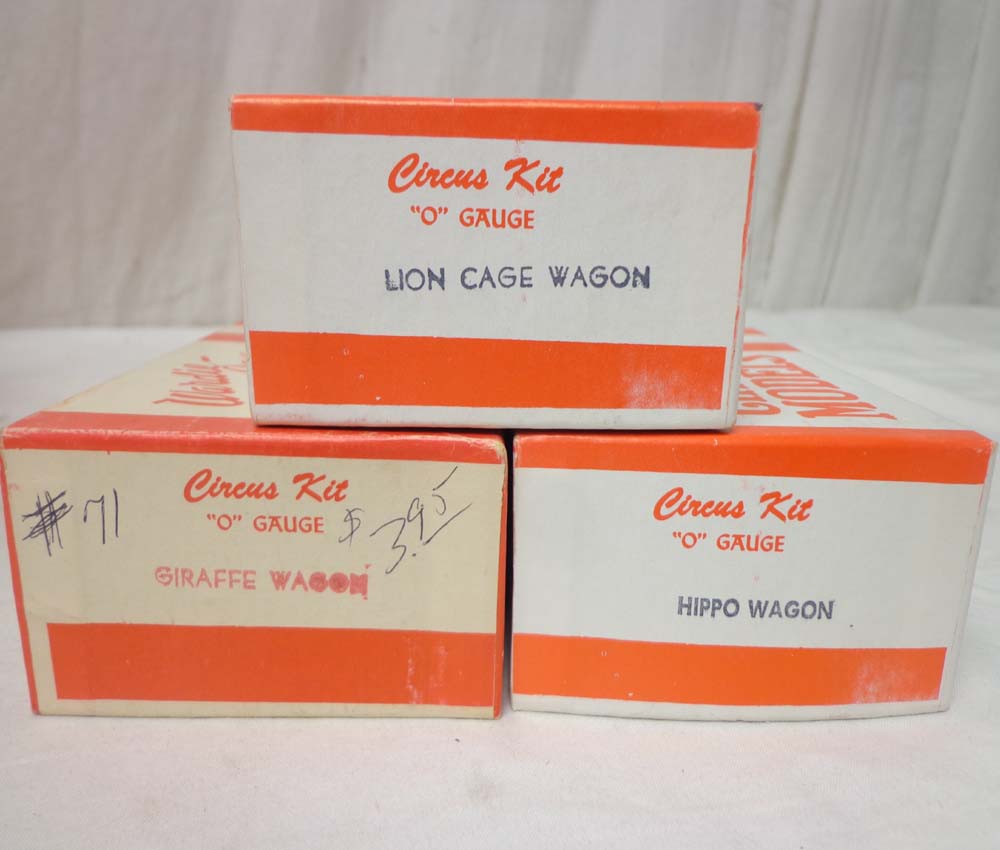 Circus Kit
"O" GAUGE
LION CAGE WAGON
Circus Kit
"O" GAUGE
GIRAFFE WAGON
#71
$ 3.95
MODELS
Circus Kit
"O" GAUGE
HIPPO WAGON